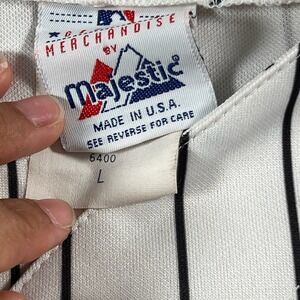 MERCHANDISE
BY
Majestic®
MADE IN U.S.A.
SEE REVERSE FOR CARE
6400
L